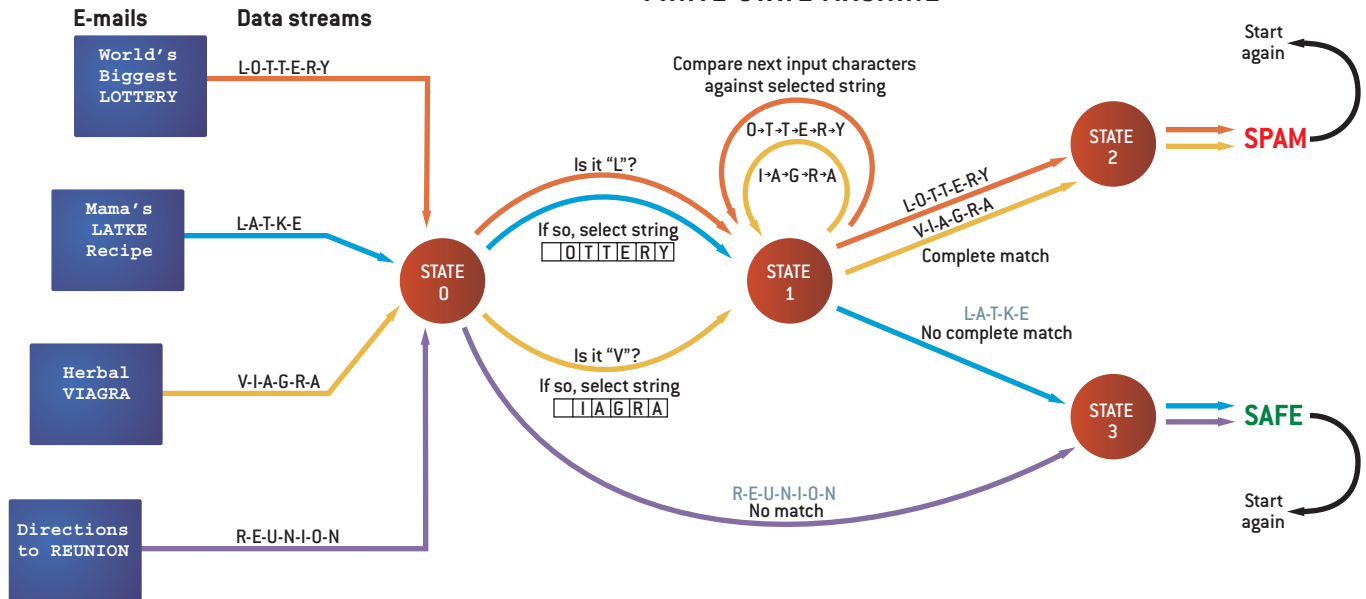 E-mails
Data streams
World's
Biggest
LOTTERY
L-O-T-T-E-R-Y
Mama's
LATKE
Recipe
L-A-T-K-E
Herbal
VIAGRA
V-I-A-G-R-A
Directions
to REUNION
R-E-U-N-I-O-N
STATE
0
Is it “L”?
If so, select string
O T T E R Y
Is it “V”?
If so, select string
I A G R A
Compare next input characters
against selected string
O→T→T→E→R→Y
I→A→G→R→A
STATE
1
L-O-T-T-E-R-Y
V-I-A-G-R-A
Complete match
L-A-T-K-E
No complete match
R-E-U-N-I-O-N
No match
STATE
2
SPAM
Start
again
STATE
3
SAFE
Start
again